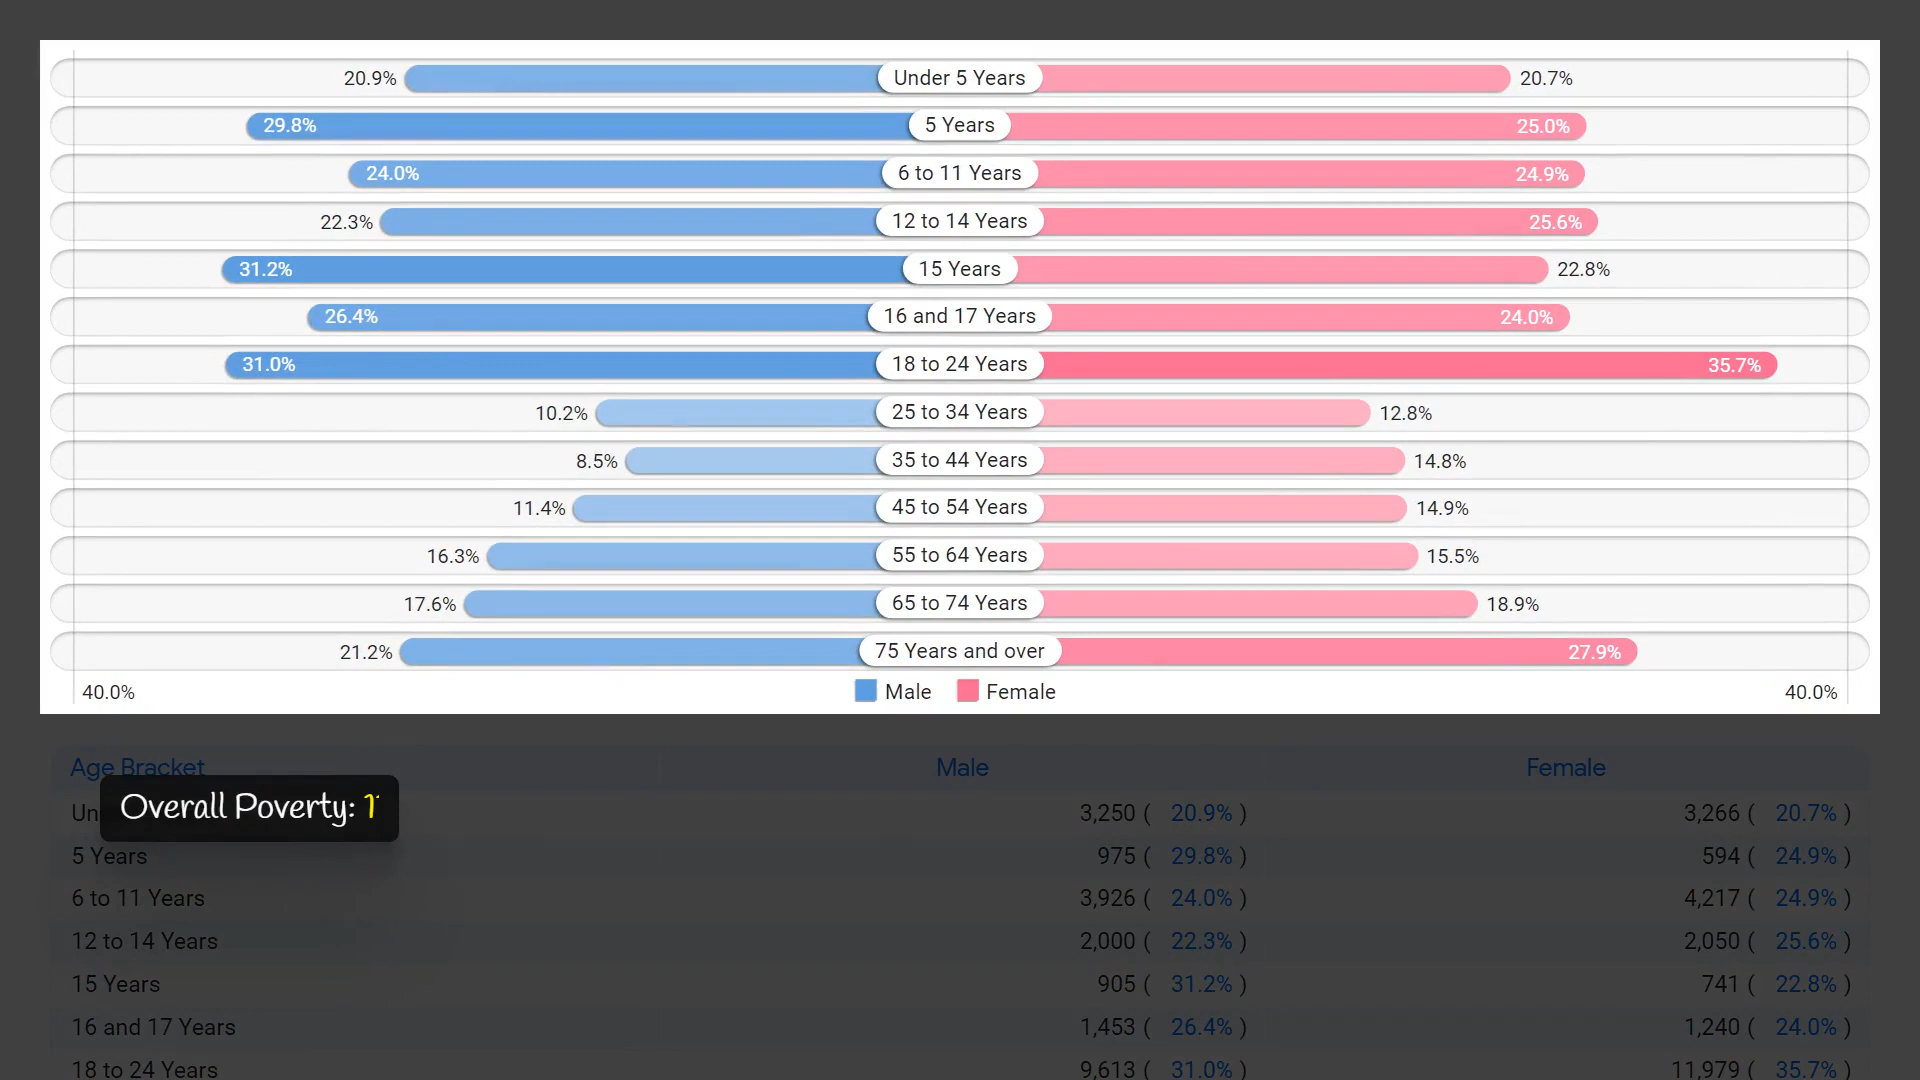 20.9% Under 5 Years 20.7%
29.8% 5 Years 25.0%
24.0% 6 to 11 Years 24.9%
22.3% 12 to 14 Years 25.6%
31.2% 15 Years 22.8%
26.4% 16 and 17 Years 24.0%
31.0% 18 to 24 Years 35.7%
10.2% 25 to 34 Years 12.8%
8.5% 35 to 44 Years 14.8%
11.4% 45 to 54 Years 14.9%
16.3% 55 to 64 Years 15.5%
17.6% 65 to 74 Years 18.9%
21.2% 75 Years and over 27.9%
40.0% Male Female 40.0%
Age Bracket Male Female
Overall Poverty: 1
3,250 ( 20.9% ) 3,266 ( 20.7% )
5 Years 975 ( 29.8% ) 594 ( 24.9% )
6 to 11 Years 3,926 ( 24.0% ) 4,217 ( 24.9% )
12 to 14 Years 2,000 ( 22.3% ) 2,050 ( 25.6% )
15 Years 905 ( 31.2% ) 741 ( 22.8% )
16 and 17 Years 1,453 ( 26.4% ) 1,240 ( 24.0% )
18 to 24 Years 9,613 ( 31.0% ) 11,979 ( 35.7% )